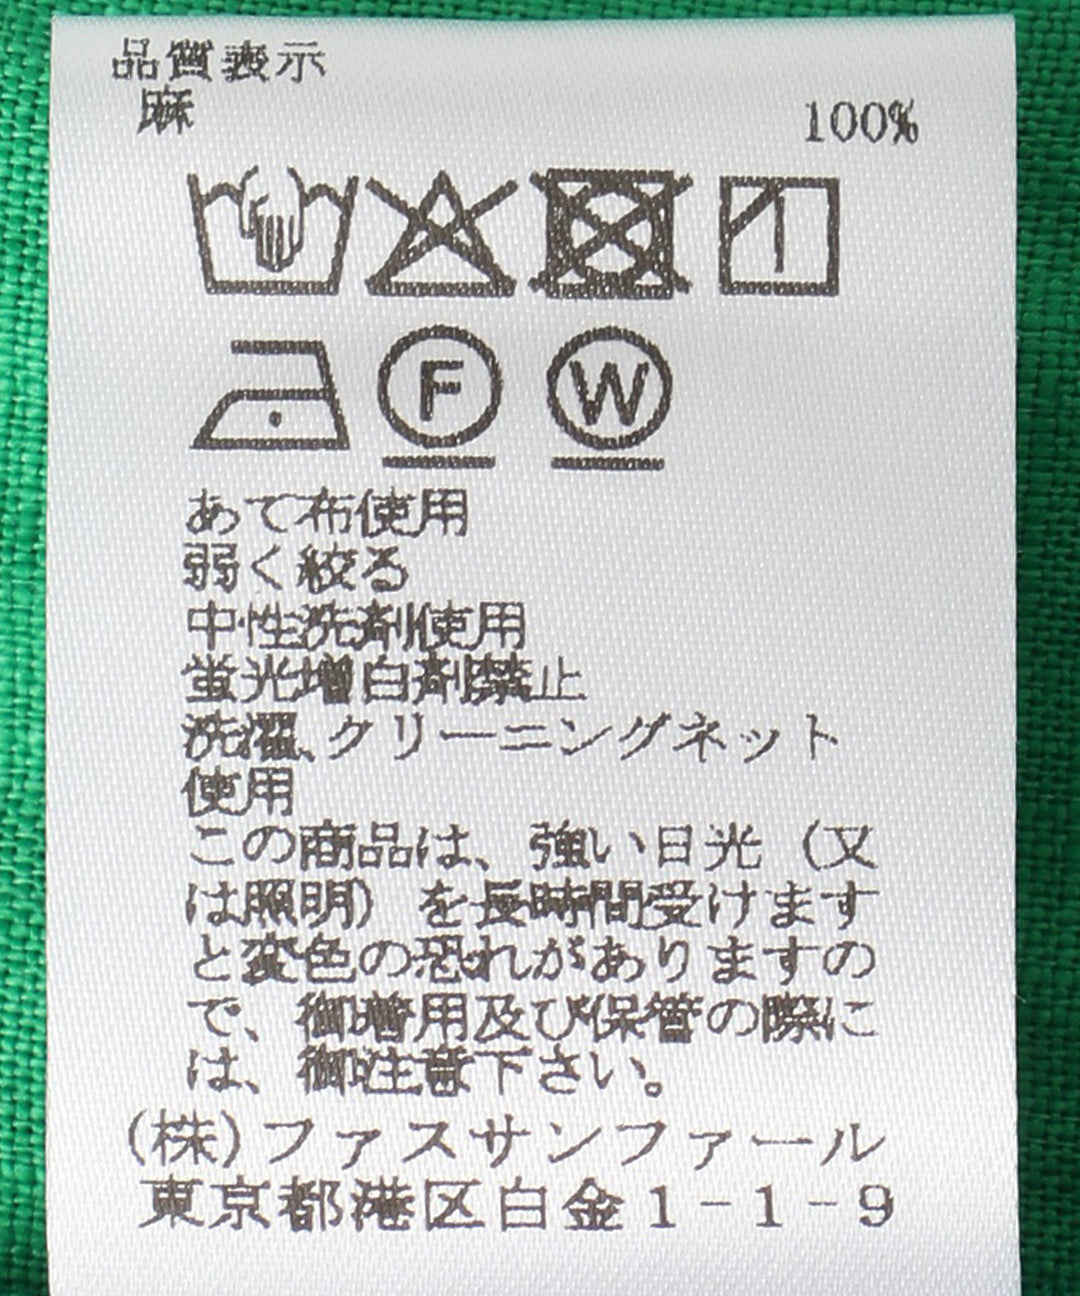 品質表示
麻 100%
F W
あて布使用
弱く絞る
中性洗剤使用
蛍光増白剤禁止
洗濯、クリーニングネット
使用
この商品は、強い日光（又
は照明）を長時間受けます
と変色の恐れがありますの
で、御着用及び保管の際に
は、御注意下さい。
(株)ファスサンファール
東京都港区白金1-1-9